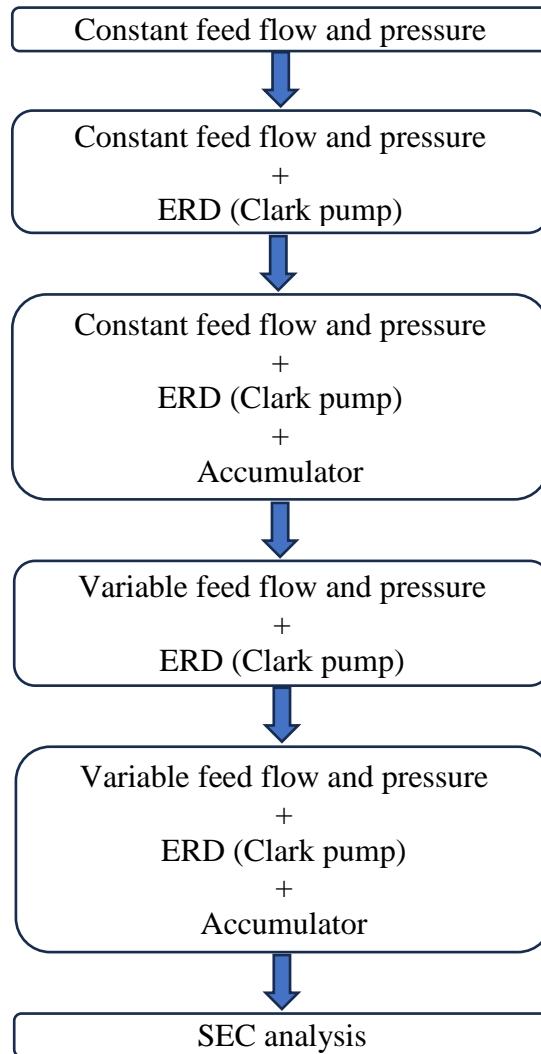 Constant feed flow and pressure
Constant feed flow and pressure
+
ERD (Clark pump)
Constant feed flow and pressure
+
ERD (Clark pump)
+
Accumulator
Variable feed flow and pressure
+
ERD (Clark pump)
Variable feed flow and pressure
+
ERD (Clark pump)
+
Accumulator
SEC analysis